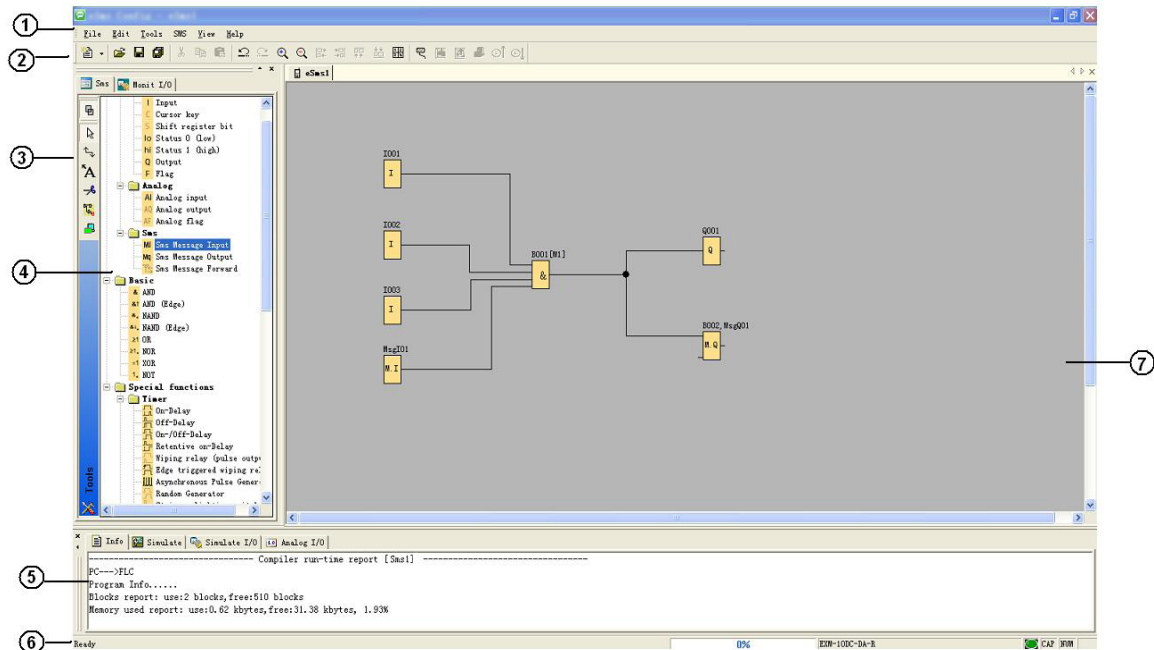 eSms Config - eSms1
File Edit Tools SMS View Help
Sms Monit I/O
eSms1
I Input
C Cursor key
S Shift register bit
lo Status 0 (low)
hi Status 1 (high)
Q Output
F Flag
Analog
AI Analog input
AQ Analog output
AF Analog flag
Sms
MI Sms Message Input
Mq Sms Message Output
Sms Message Forward
Basic
& AND
&↑ AND (Edge)
NAND
NAND (Edge)
≥1 OR
NOR
=1 XOR
NOT
Special functions
Timer
On-Delay
Off-Delay
On-/Off-Delay
Retentive on-Delay
Wiping relay (pulse outpu
Edge triggered wiping rel
Asynchronous Pulse Gener
Random Generator
Tools
I001
I
I002
I
I003
I
MsgI01
M.I
B001[N1]
&
Q001
Q
B002,MsgQ01
M.Q
Info Simulate Simulate I/O Analog I/O
------------------------------- Compiler run-time report [Sms1] -------------------------------
PC--->FLC
Program Info......
Blocks report: use:2 blocks,free:510 blocks
Memory used report: use:0.62 kbytes,free:31.38 kbytes, 1.93%
Ready 0% EXM-10DC-DA-R CAP NUM
1
2
3
4
5
6
7